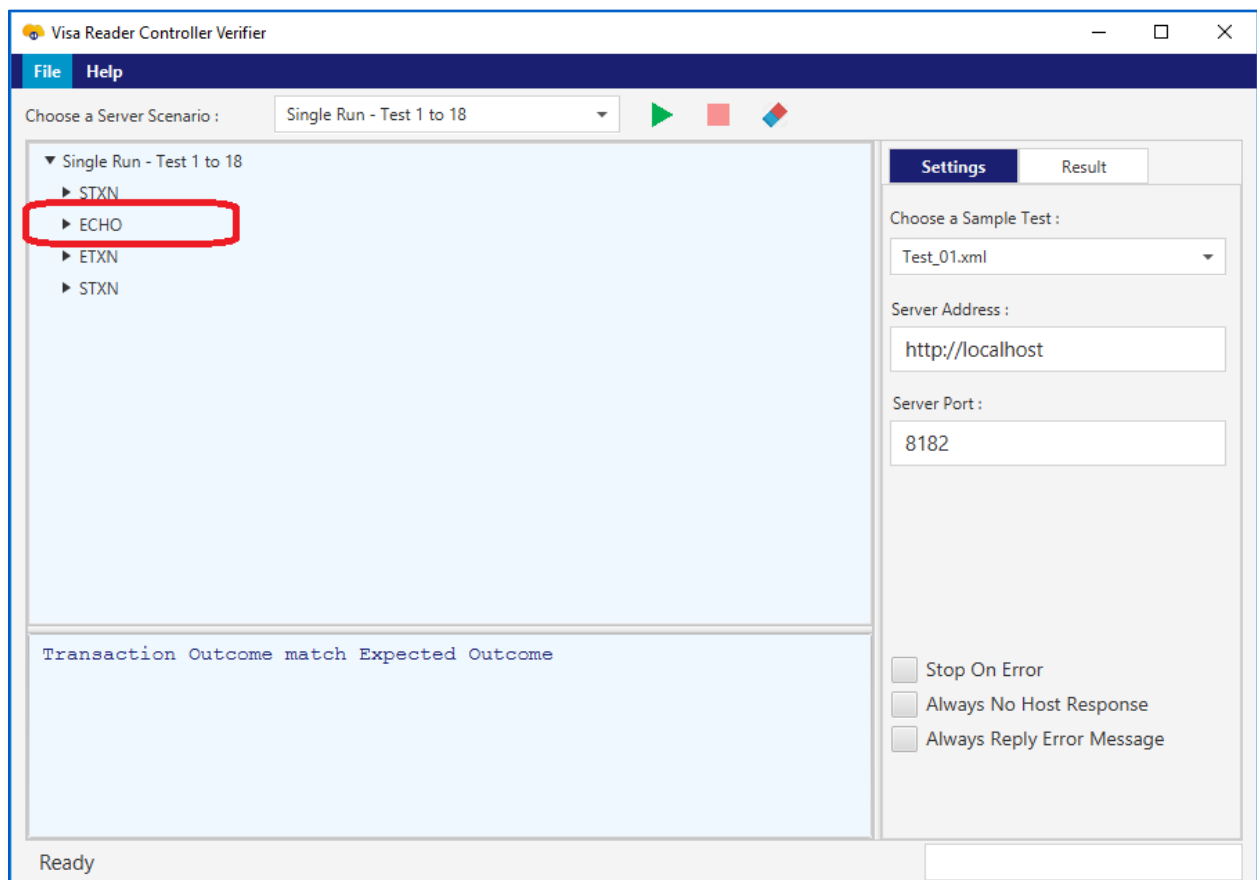 Visa Reader Controller Verifier
File Help
Choose a Server Scenario : Single Run - Test 1 to 18
Single Run - Test 1 to 18
STXN
ECHO
ETXN
STXN
Settings Result
Choose a Sample Test :
Test_01.xml
Server Address :
http://localhost
Server Port :
8182
Transaction Outcome match Expected Outcome
Stop On Error
Always No Host Response
Always Reply Error Message
Ready